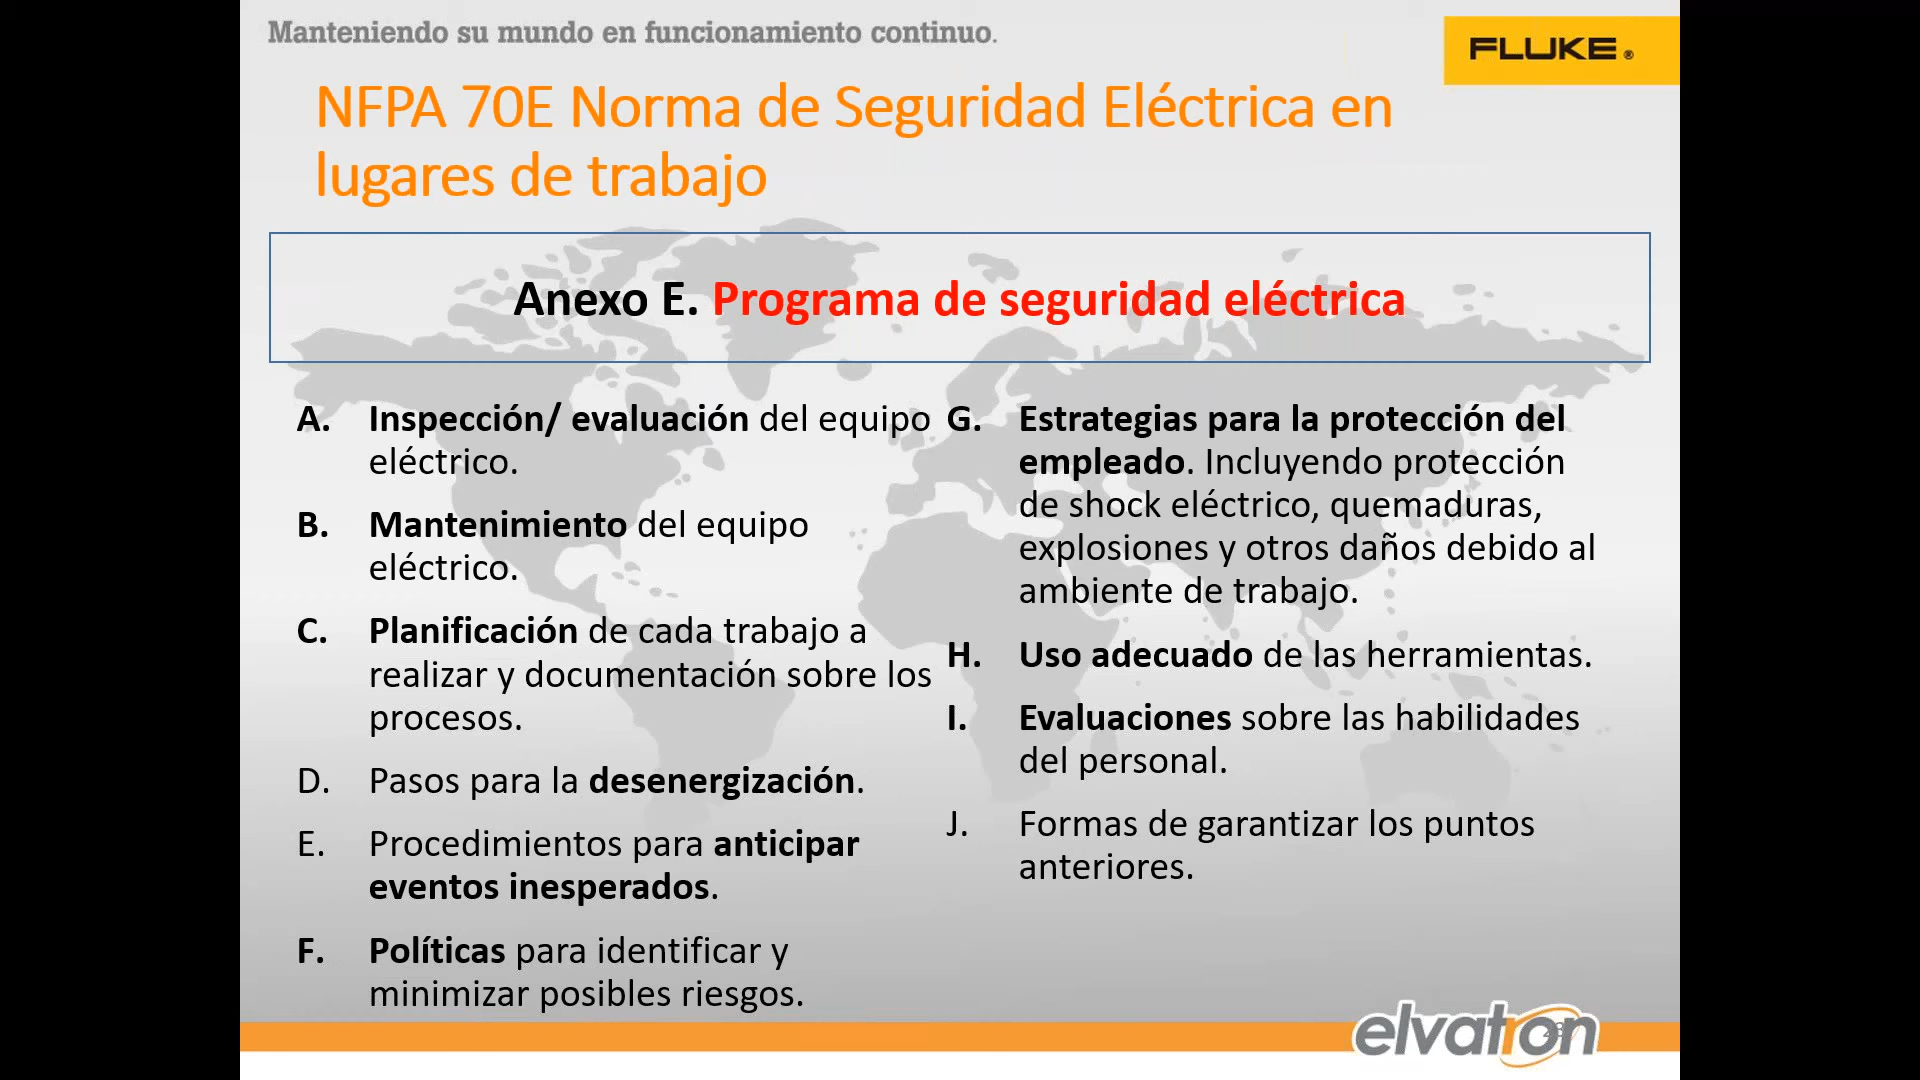 Manteniendo su mundo en funcionamiento continuo.
FLUKE®
NFPA 70E Norma de Seguridad Eléctrica en
lugares de trabajo
Anexo E. Programa de seguridad eléctrica
A. Inspección/ evaluación del equipo
eléctrico.
B. Mantenimiento del equipo
eléctrico.
C. Planificación de cada trabajo a
realizar y documentación sobre los
procesos.
D. Pasos para la desenergización.
E. Procedimientos para anticipar
eventos inesperados.
F. Políticas para identificar y
minimizar posibles riesgos.
G. Estrategias para la protección del
empleado. Incluyendo protección
de shock eléctrico, quemaduras,
explosiones y otros daños debido al
ambiente de trabajo.
H. Uso adecuado de las herramientas.
I. Evaluaciones sobre las habilidades
del personal.
J. Formas de garantizar los puntos
anteriores.
elvatron